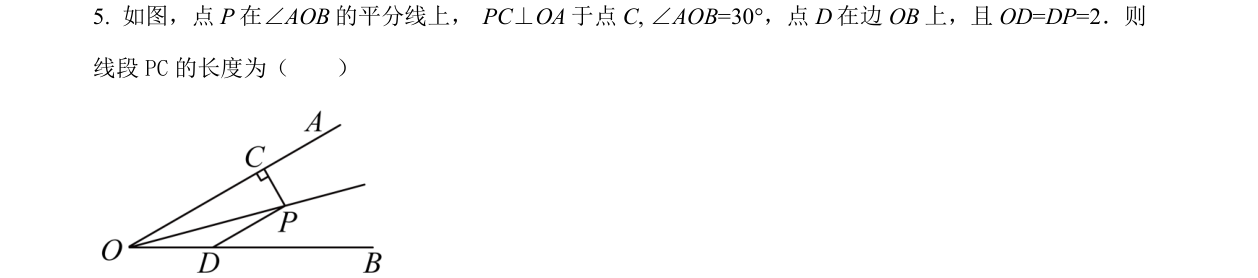 5. 如图，点 P 在∠AOB 的平分线上， PC⊥OA 于点 C, ∠AOB=30°，点 D 在边 OB 上，且 OD=DP=2．则
线段 PC 的长度为（　　）
A
C
P
O
D
B